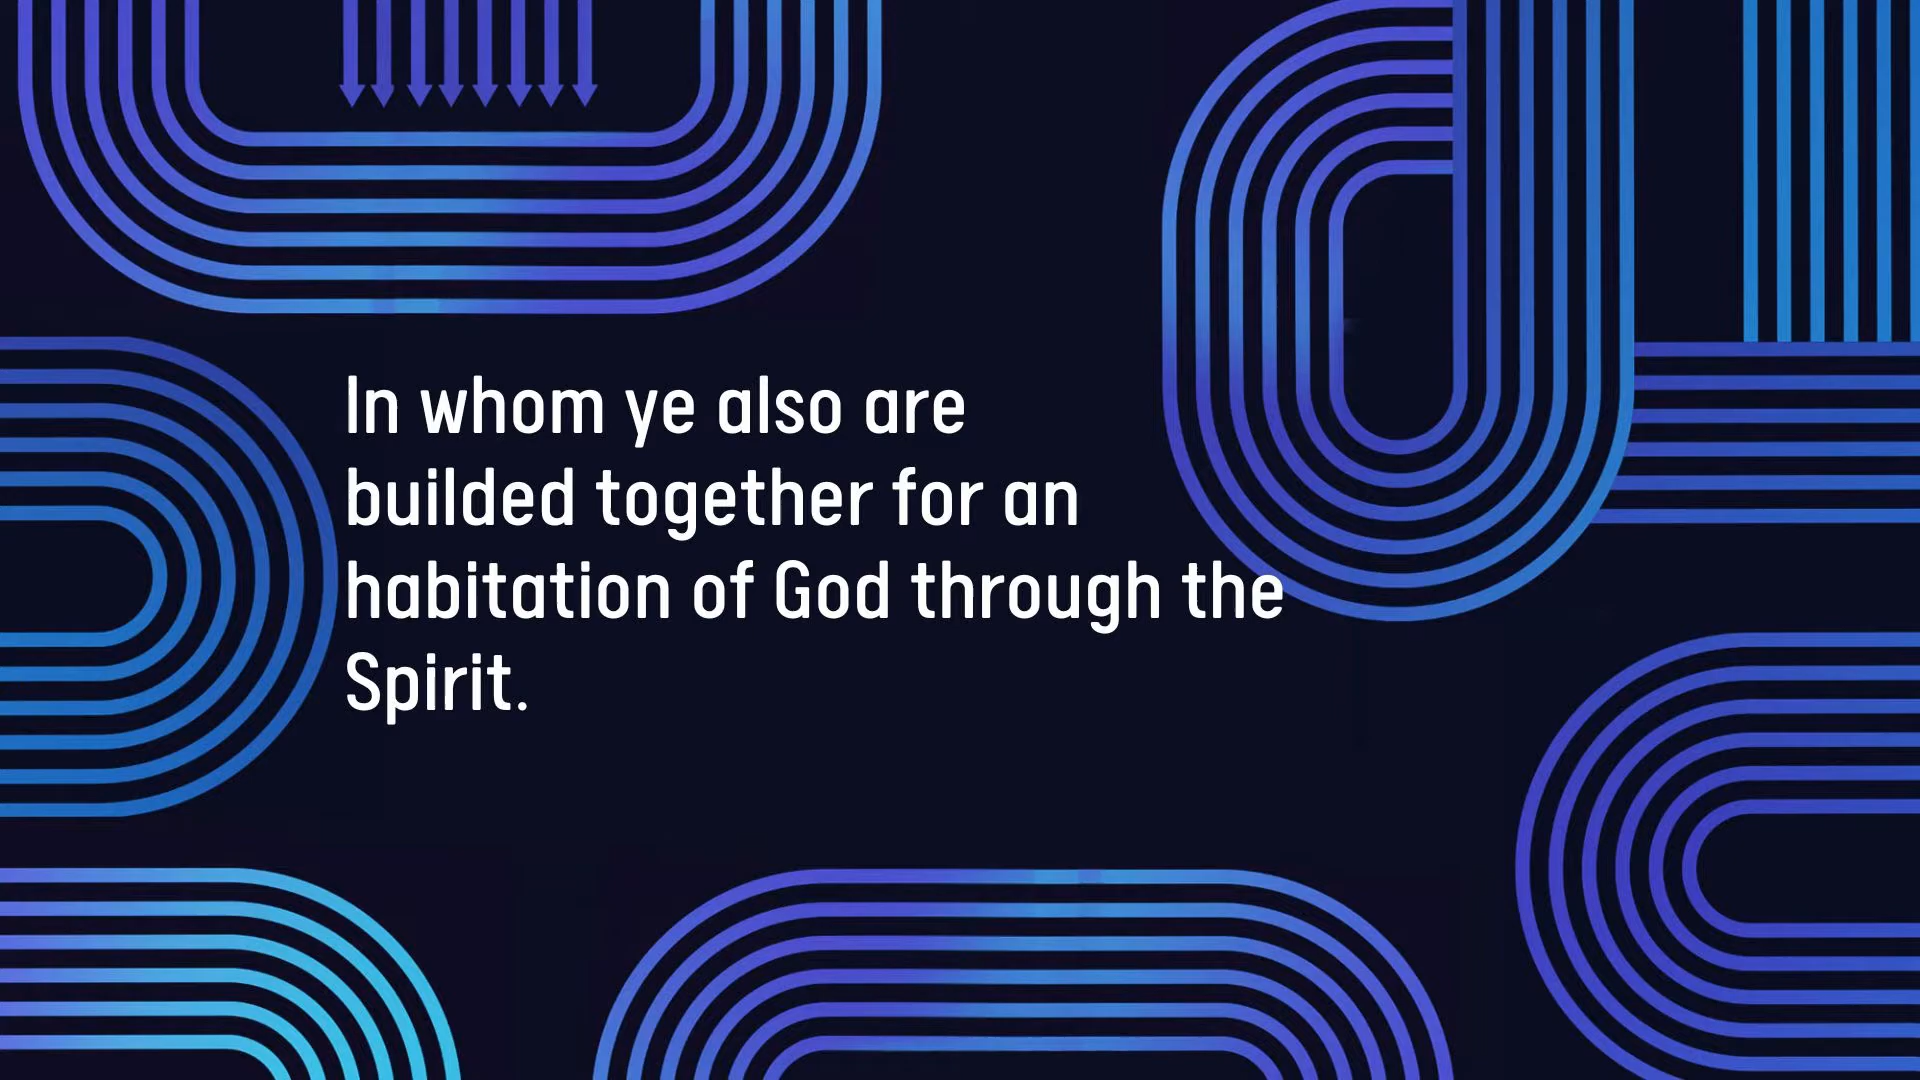 In whom ye also are
builded together for an
habitation of God through the
Spirit.